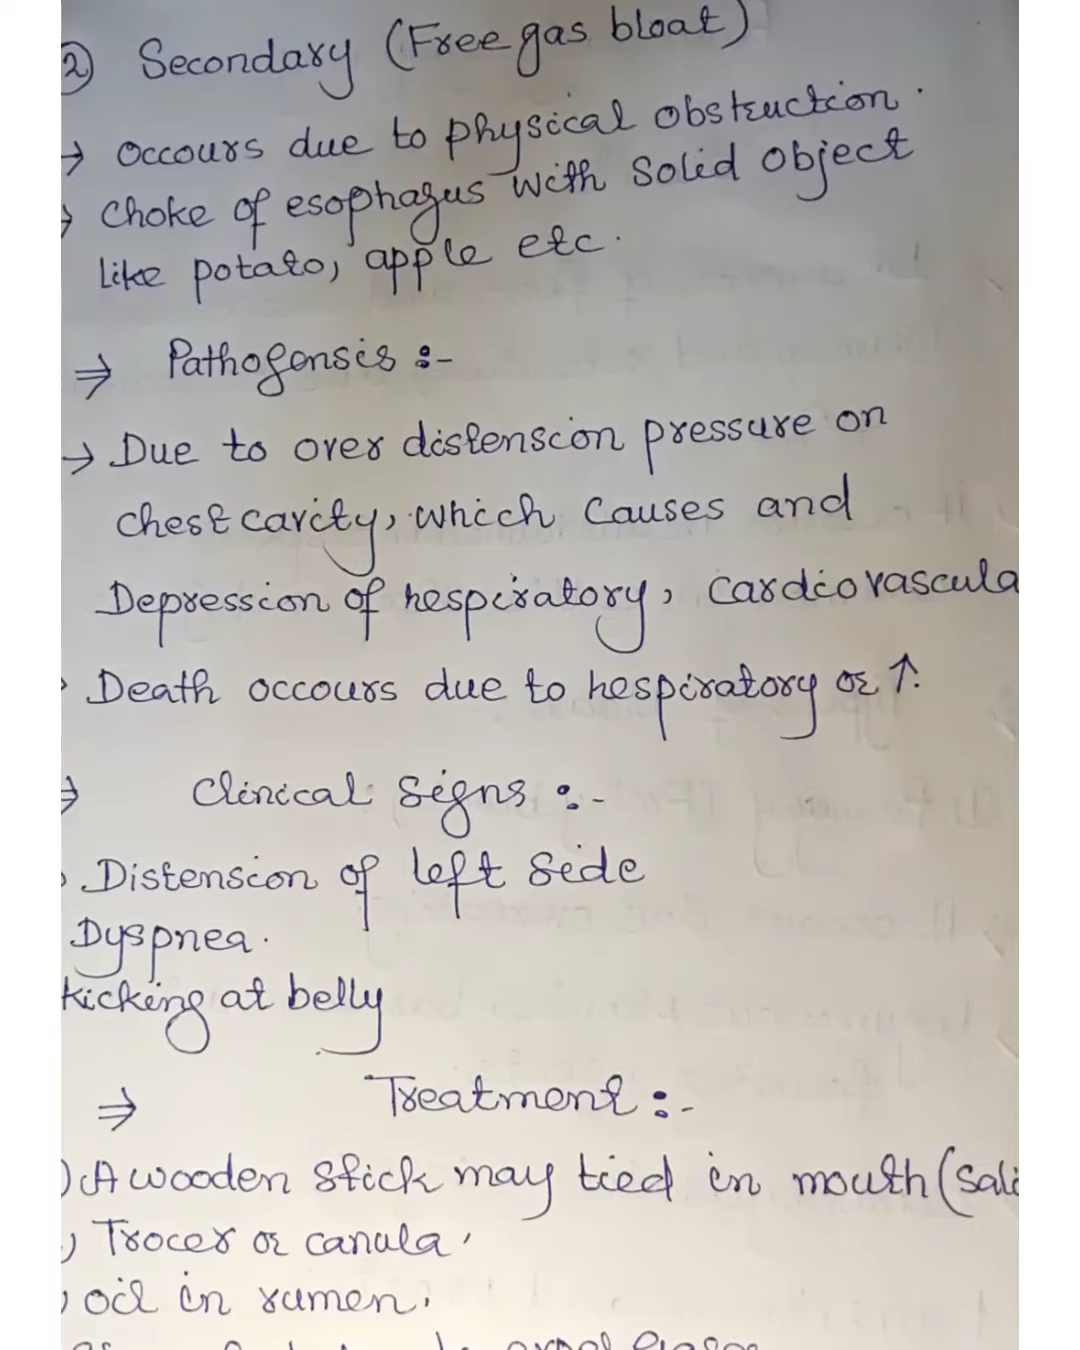 ② Secondary (Free gas bloat)
→ occours due to physical obstruction.
→ choke of esophagus with solid object
like potato, apple etc.
⇒ Pathogensis :-
→ Due to over distension pressure on
chest cavity, which causes and
Depression of respiratory, cardiovascula
Death occours due to respiratory or ↑.
⇒ Clinical signs :-
Distension of left side
Dyspnea.
kicking at belly
⇒ Treatment :-
) A wooden stick may tied in mouth (Sali
Trocer or canula,
oil in rumen.